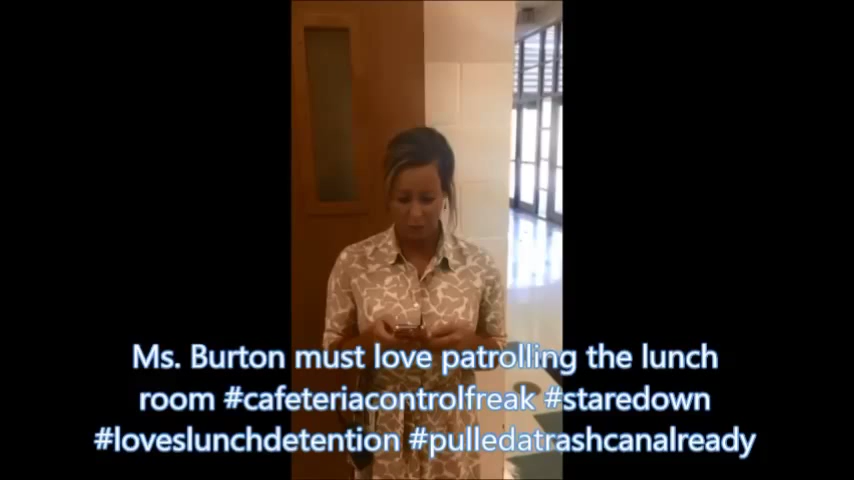 Ms. Burton must love patrolling the lunch
room #cafeteriacontrolfreak #staredown
#loveslunchdetention #pulledatrashcanalready